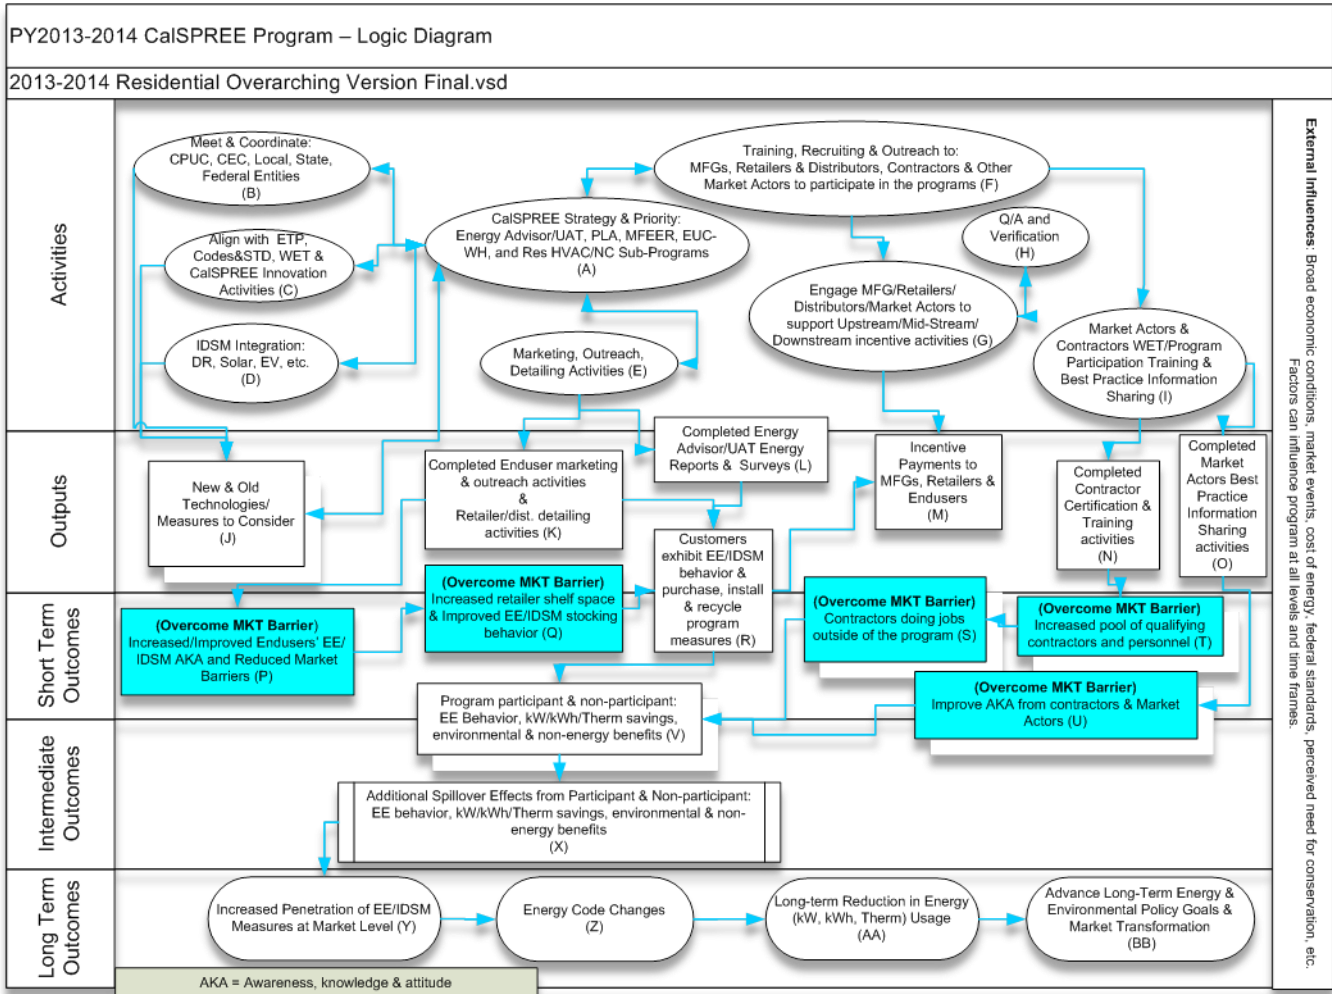 PY2013-2014 CalSPREE Program – Logic Diagram
2013-2014 Residential Overarching Version Final.vsd
Activities
Meet & Coordinate:
CPUC, CEC, Local, State,
Federal Entities
(B)
Training, Recruiting & Outreach to:
MFGs, Retailers & Distributors, Contractors & Other
Market Actors to participate in the programs (F)
CalSPREE Strategy & Priority:
Energy Advisor/UAT, PLA, MFEER, EUC-
WH, and Res HVAC/NC Sub-Programs
(A)
Q/A and
Verification
(H)
Align with ETP,
Codes&STD, WET &
CalSPREE Innovation
Activities (C)
Engage MFG/Retailers/
Distributors/Market Actors to
support Upstream/Mid-Stream/
Downstream incentive activities (G)
IDSM Integration:
DR, Solar, EV, etc.
(D)
Marketing, Outreach,
Detailing Activities (E)
Market Actors &
Contractors WET/Program
Participation Training &
Best Practice Information
Sharing (I)
Outputs
New & Old
Technologies/
Measures to Consider
(J)
Completed Enduser marketing
& outreach activities
&
Retailer/dist. detailing
activities (K)
Completed Energy
Advisor/UAT Energy
Reports & Surveys (L)
Incentive
Payments to
MFGs, Retailers &
Endusers
(M)
Completed
Contractor
Certification &
Training
activities
(N)
Completed
Market
Actors Best
Practice
Information
Sharing
activities
(O)
Customers
exhibit EE/IDSM
behavior &
purchase, install
& recycle
program
measures (R)
Short Term
Outcomes
(Overcome MKT Barrier)
Increased/Improved Endusers' EE/
IDSM AKA and Reduced Market
Barriers (P)
(Overcome MKT Barrier)
Increased retailer shelf space
& Improved EE/IDSM stocking
behavior (Q)
(Overcome MKT Barrier)
Contractors doing jobs
outside of the program (S)
(Overcome MKT Barrier)
Increased pool of qualifying
contractors and personnel (T)
(Overcome MKT Barrier)
Improve AKA from contractors & Market
Actors (U)
Program participant & non-participant:
EE Behavior, kW/kWh/Therm savings,
environmental & non-energy benefits (V)
Intermediate
Outcomes
Additional Spillover Effects from Participant & Non-participant:
EE behavior, kW/kWh/Therm savings, environmental & non-
energy benefits
(X)
Long Term
Outcomes
Increased Penetration of EE/IDSM
Measures at Market Level (Y)
Energy Code Changes
(Z)
Long-term Reduction in Energy
(kW, kWh, Therm) Usage
(AA)
Advance Long-Term Energy &
Environmental Policy Goals &
Market Transformation
(BB)
AKA = Awareness, knowledge & attitude
External Influences: Broad economic conditions, market events, cost of energy, federal standards, perceived need for conservation, etc.
Factors can influence program at all levels and time frames.